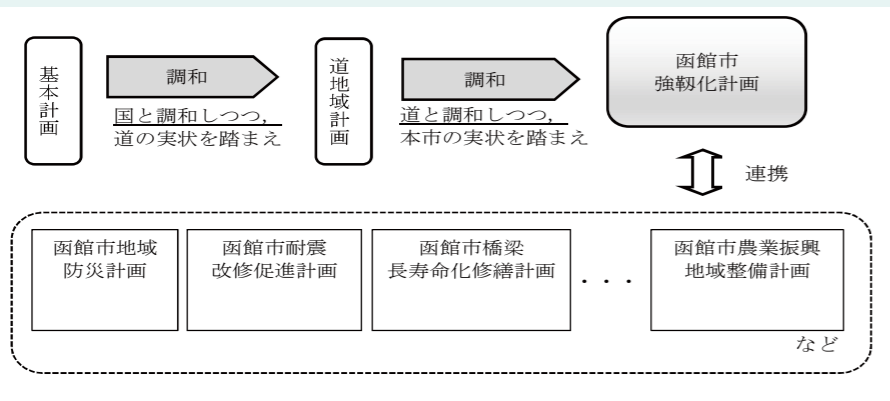 基本計画
調和
国と調和しつつ,
道の実状を踏まえ
道地域計画
調和
道と調和しつつ,
本市の実状を踏まえ
函館市
強靱化計画
連携
函館市地域
防災計画
函館市耐震
改修促進計画
函館市橋梁
長寿命化修繕計画
・・・
函館市農業振興
地域整備計画
など